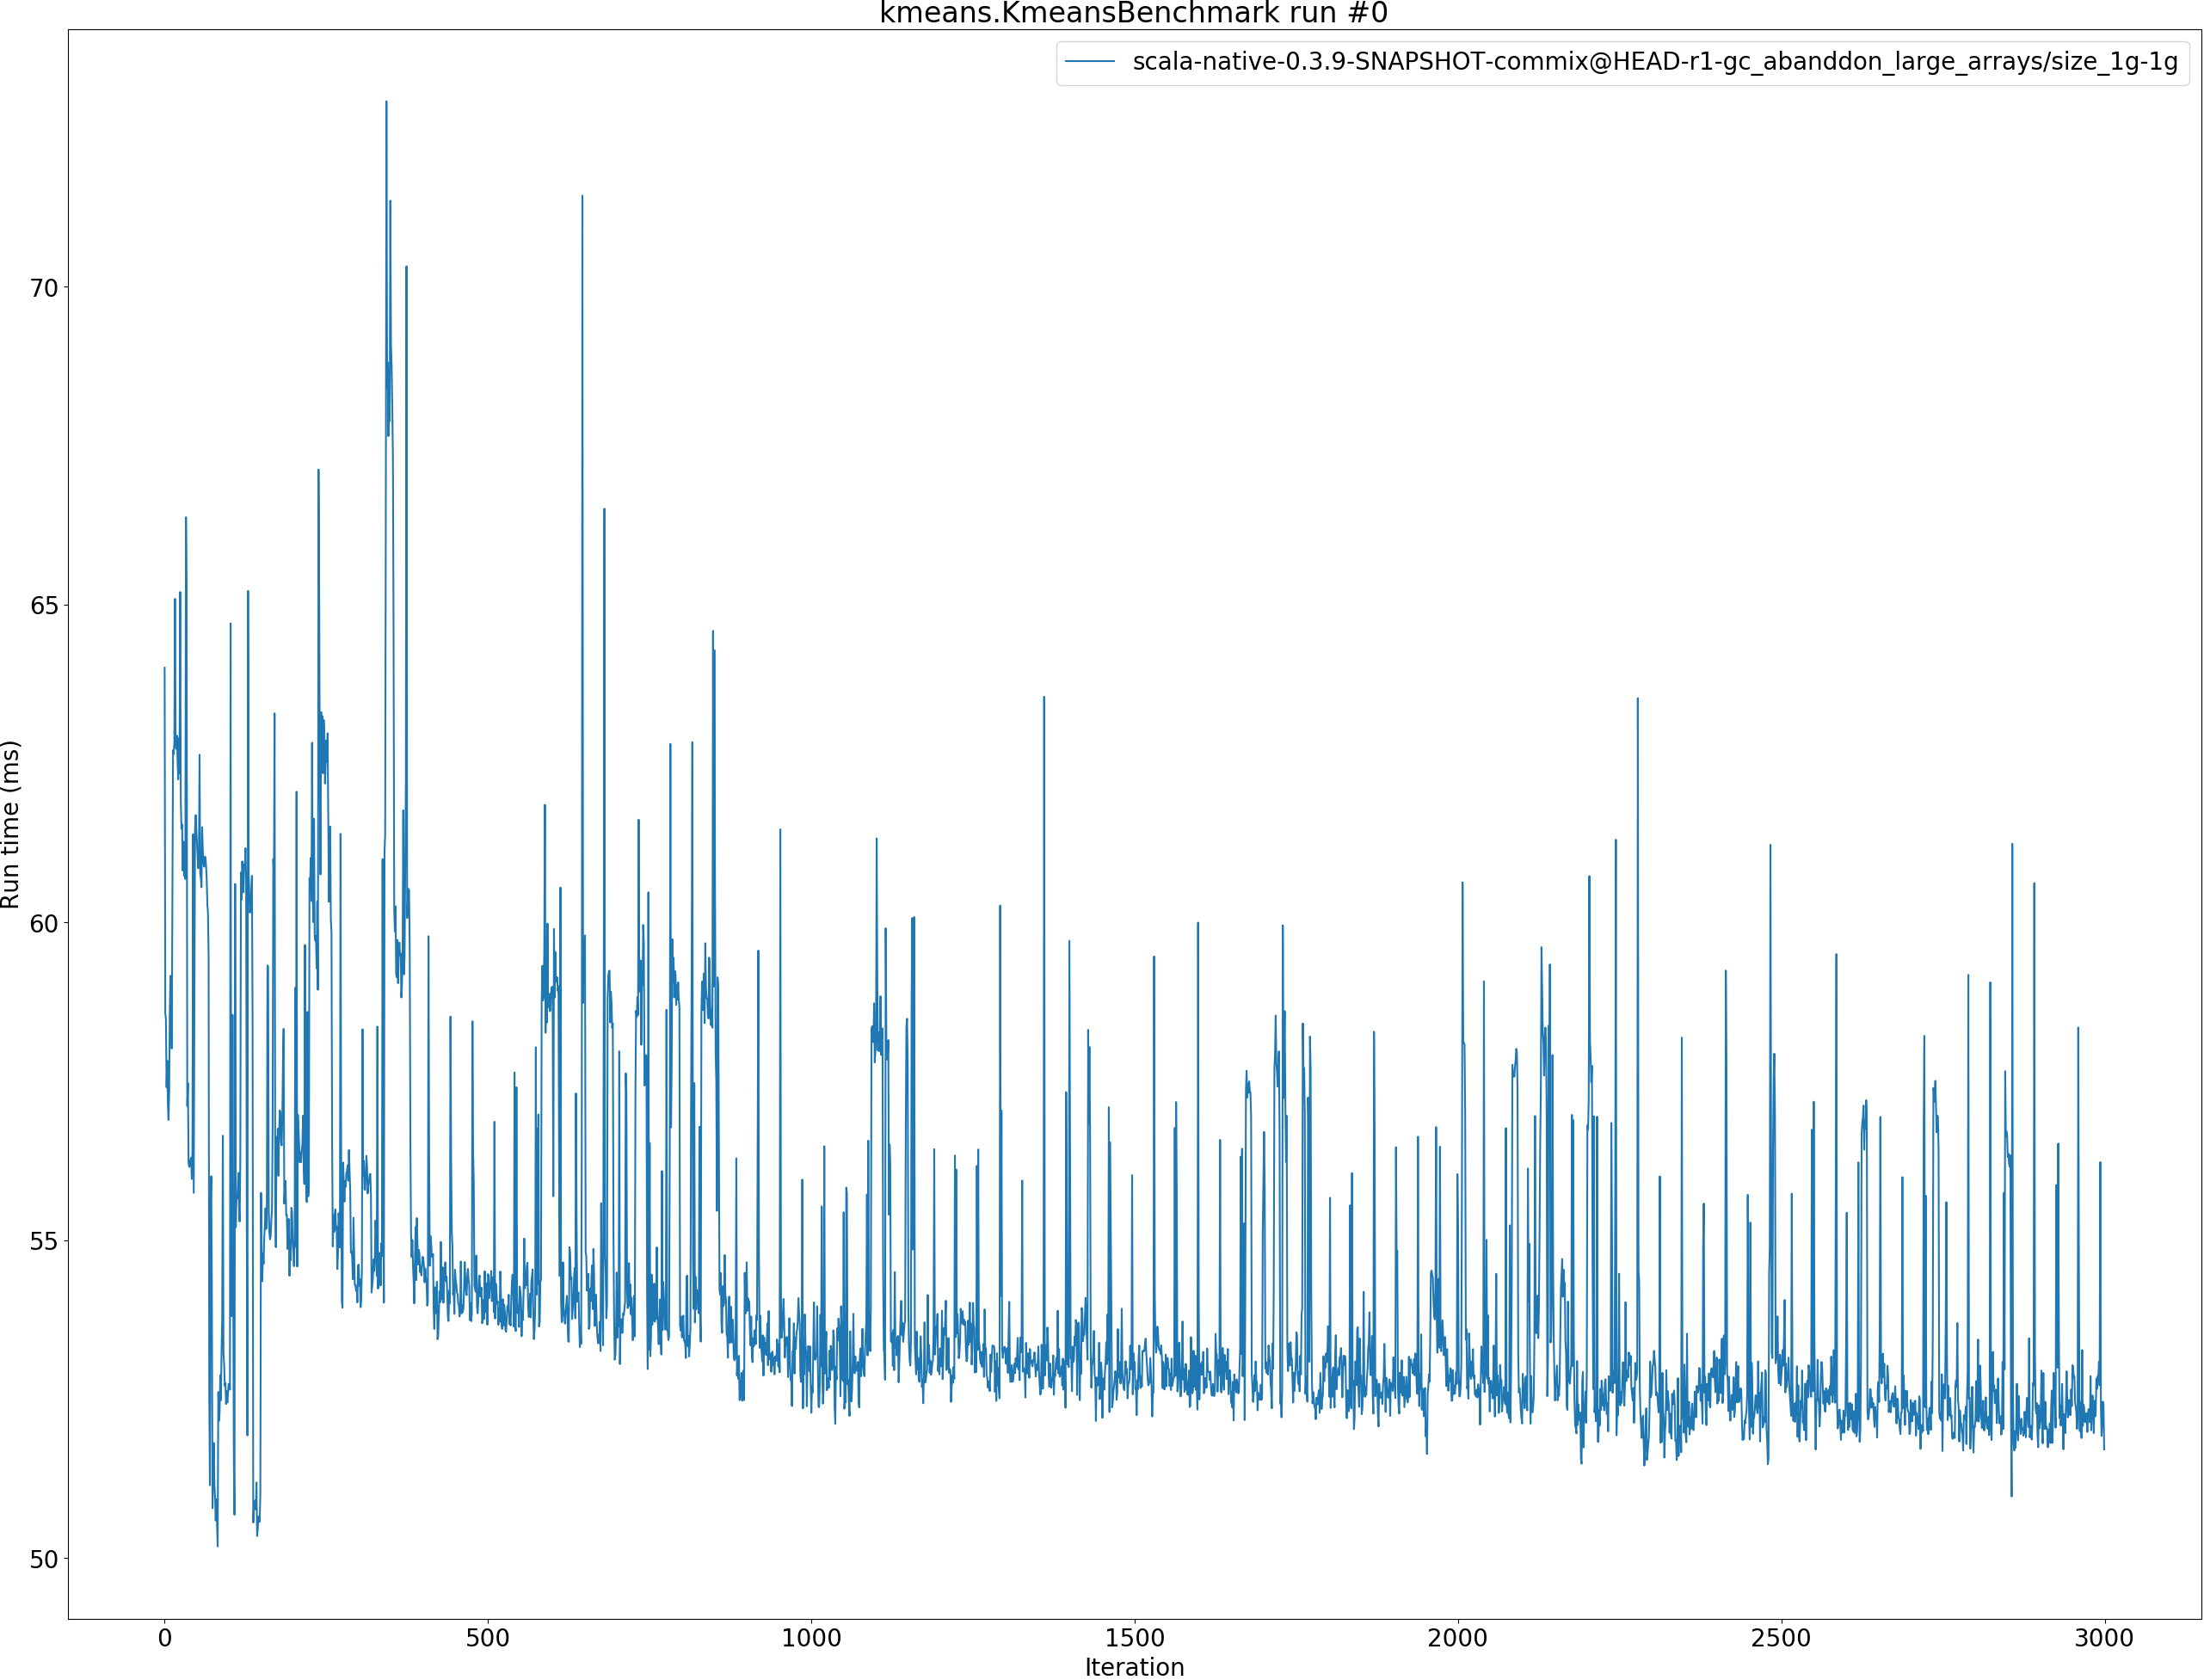 kmeans.KmeansBenchmark run #0
scala-native-0.3.9-SNAPSHOT-commix@HEAD-r1-gc_abanddon_large_arrays/size_1g-1g
Run time (ms)
70
65
60
55
50
0 500 1000 1500 2000 2500 3000
Iteration